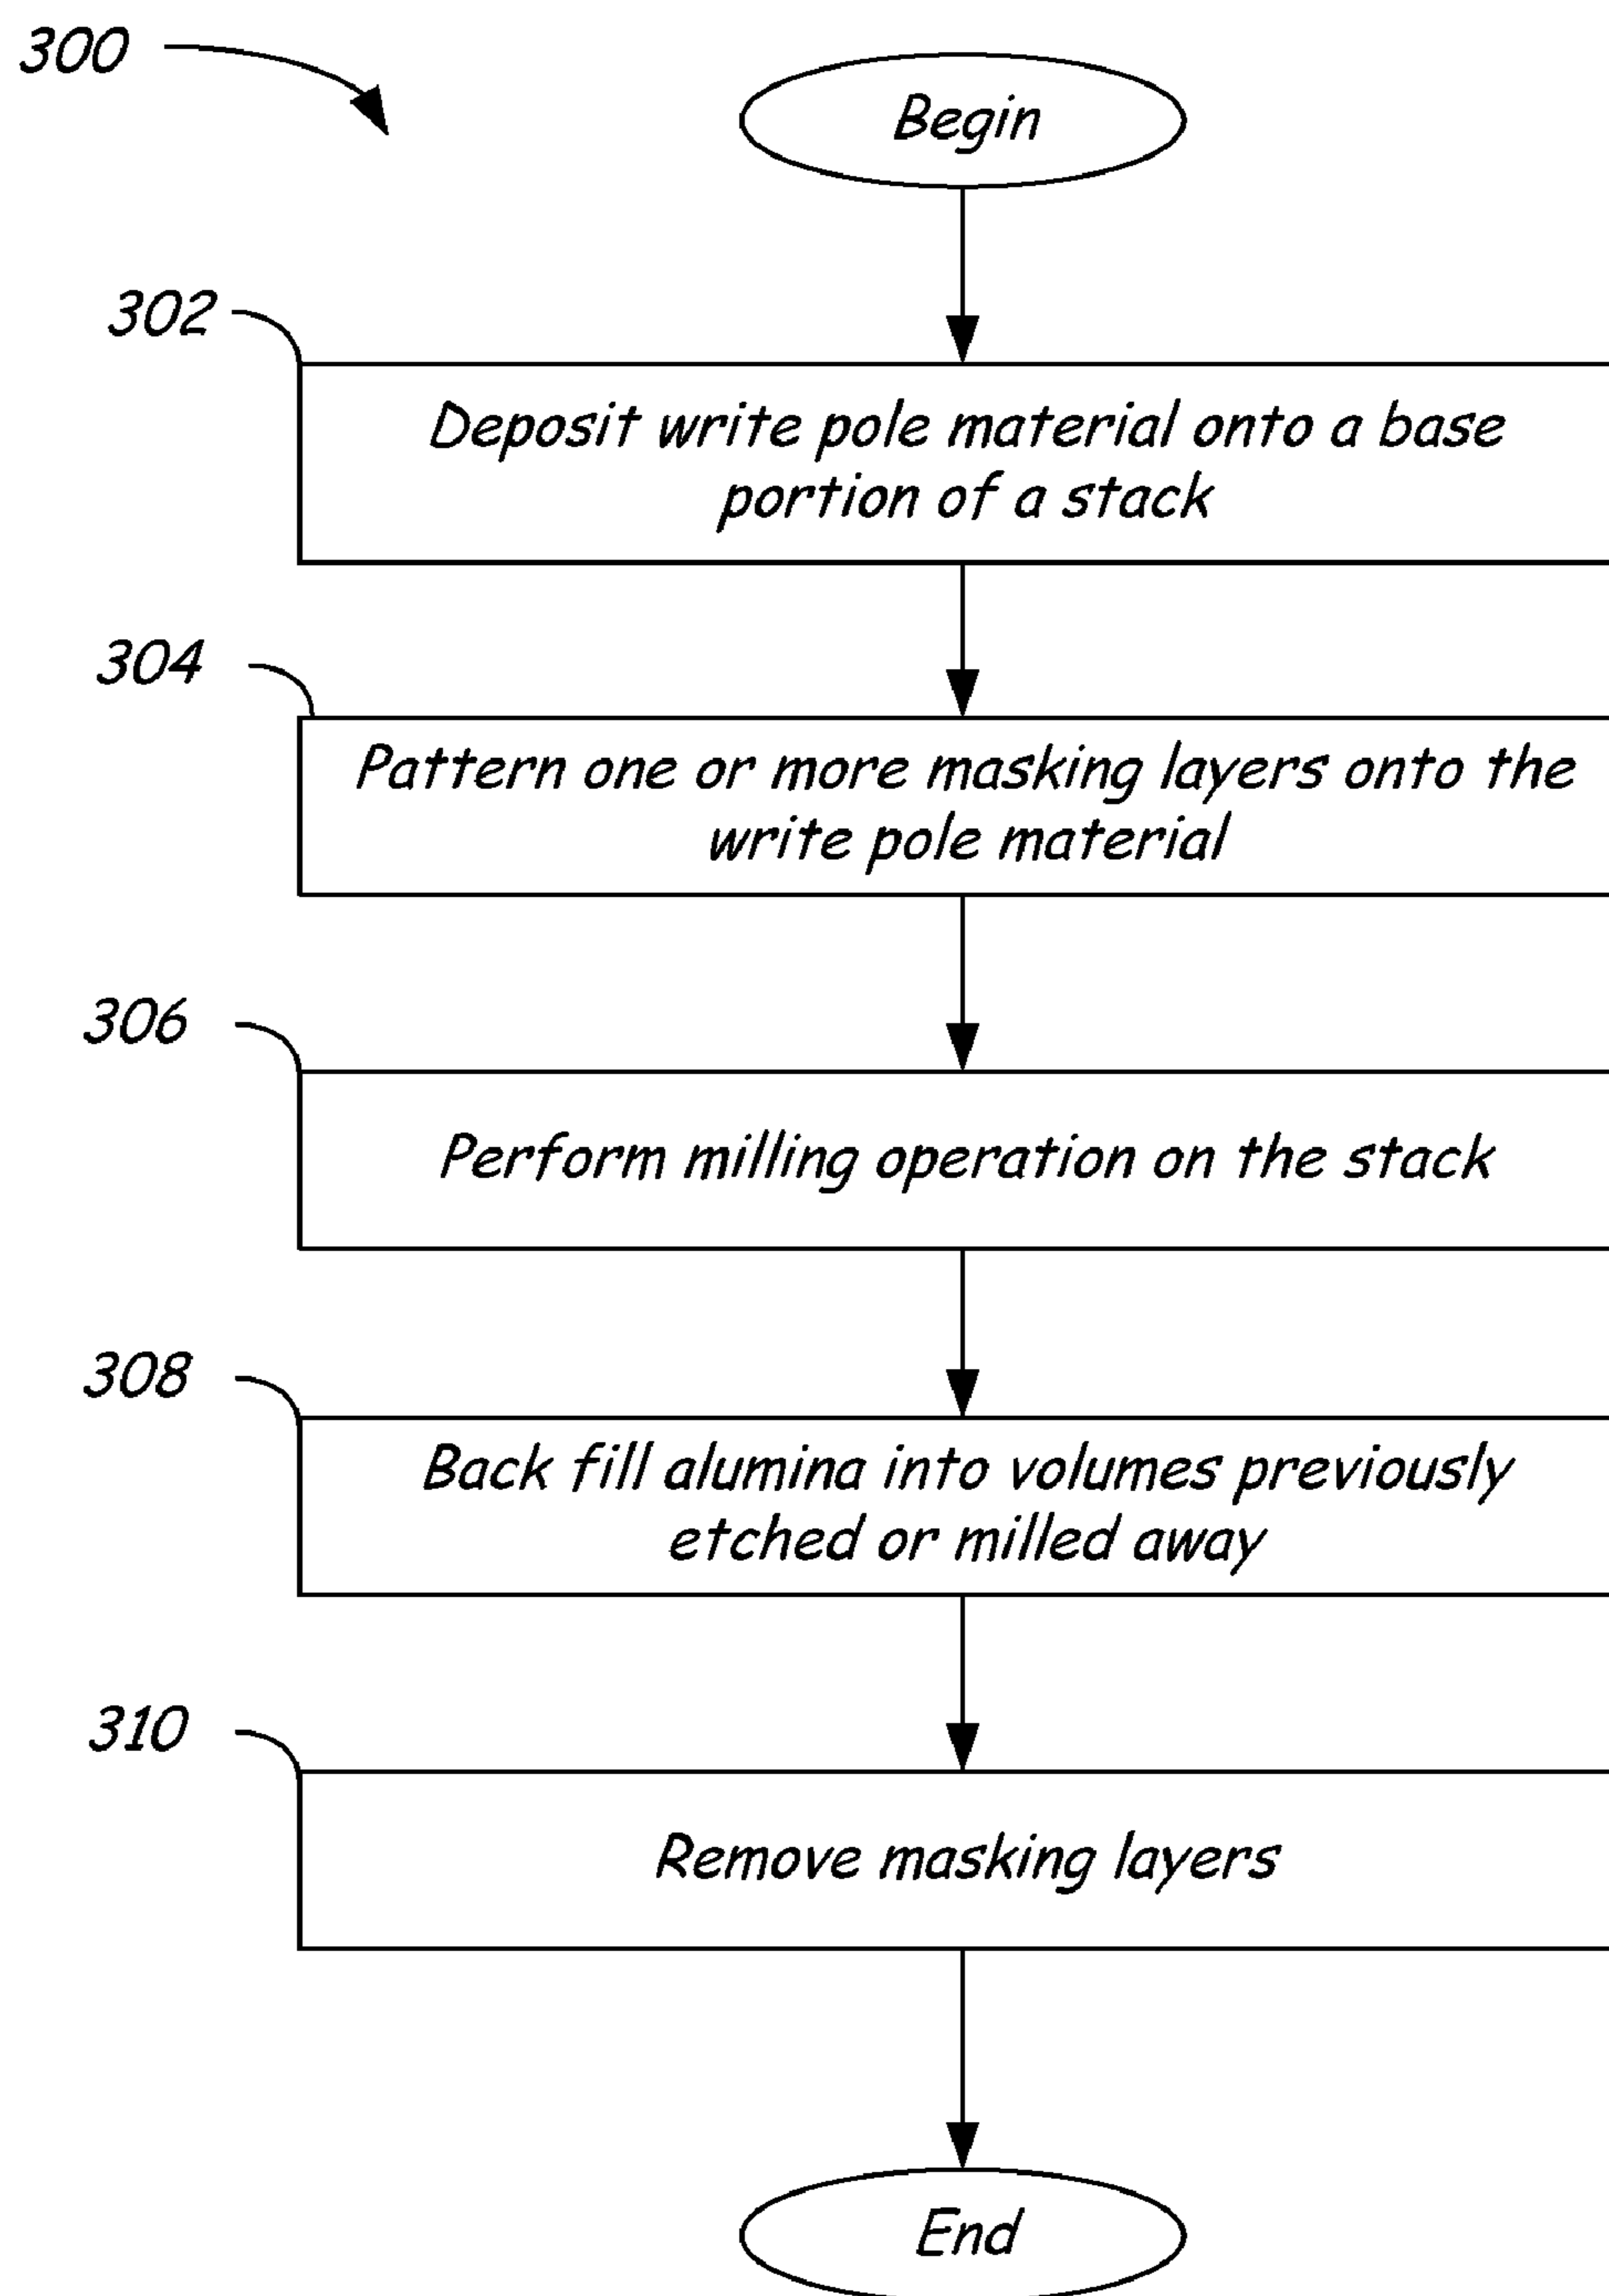 300
Begin
302
Deposit write pole material onto a base
portion of a stack
304
Pattern one or more masking layers onto the
write pole material
306
Perform milling operation on the stack
308
Back fill alumina into volumes previously
etched or milled away
310
Remove masking layers
End